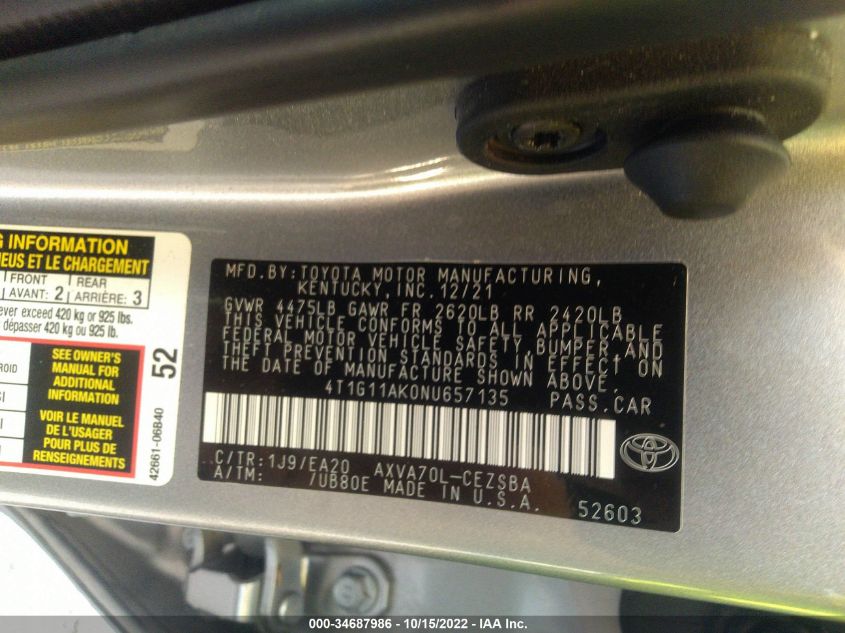 G INFORMATION
NEUS ET LE CHARGEMENT
FRONT REAR
AVANT: 2 ARRIÈRE: 3
ever exceed 420 kg or 925 lbs.
dépasser 420 kg ou 925 lb.
SEE OWNER'S
MANUAL FOR
ADDITIONAL
INFORMATION
VOIR LE MANUEL
DE L'USAGER
POUR PLUS DE
RENSEIGNEMENTS
52
42661-06B40
MFD.BY:TOYOTA MOTOR MANUFACTURING,
KENTUCKY, INC. 12/21
GVWR 4475LB GAWR FR 2620LB RR 2420LB
THIS VEHICLE CONFORMS TO ALL APPLICABLE
FEDERAL MOTOR VEHICLE SAFETY, BUMPER, AND
THEFT PREVENTION STANDARDS IN EFFECT ON
THE DATE OF MANUFACTURE SHOWN ABOVE.
4T1G11AK0NU657135 PASS.CAR
C/TR:1J9/EA20 AXVA70L-CEZSBA
A/TM: 7UB80E MADE IN U.S.A.
52603
000-34687986 - 10/15/2022 - IAA Inc.